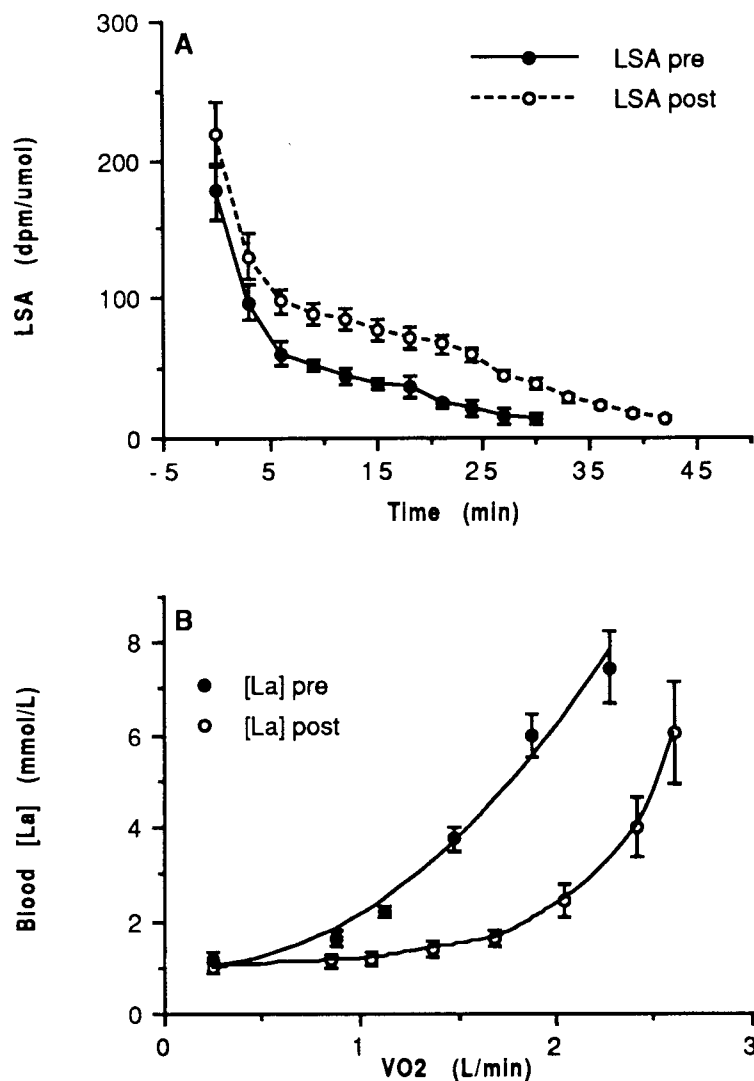 300
A
LSA pre
LSA post
200
100
0
LSA (dpm/umol)
-5 5 15 25 35 45
Time (min)
B
8
[La] pre
[La] post
6
4
2
0
Blood [La] (mmol/L)
0 1 2 3
VO2 (L/min)